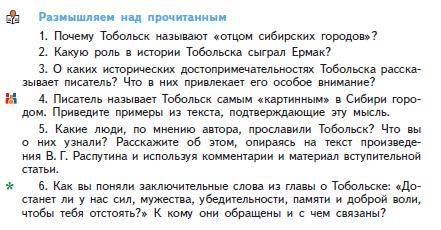 Размышляем над прочитанным
1. Почему Тобольск называют «отцом сибирских городов»?
2. Какую роль в истории Тобольска сыграл Ермак?
3. О каких исторических достопримечательностях Тобольска расска-
зывает писатель? Что в них привлекает его особое внимание?
4. Писатель называет Тобольск самым «картинным» в Сибири горо-
дом. Приведите примеры из текста, подтверждающие эту мысль.
5. Какие люди, по мнению автора, прославили Тобольск? Что вы
о них узнали? Расскажите об этом, опираясь на текст произведе-
ния В. Г. Распутина и используя комментарии и материал вступительной
статьи.
6. Как вы поняли заключительные слова из главы о Тобольске: «До-
станет ли у нас сил, мужества, убедительности, памяти и доброй воли,
чтобы тебя отстоять?» К кому они обращены и с чем связаны?